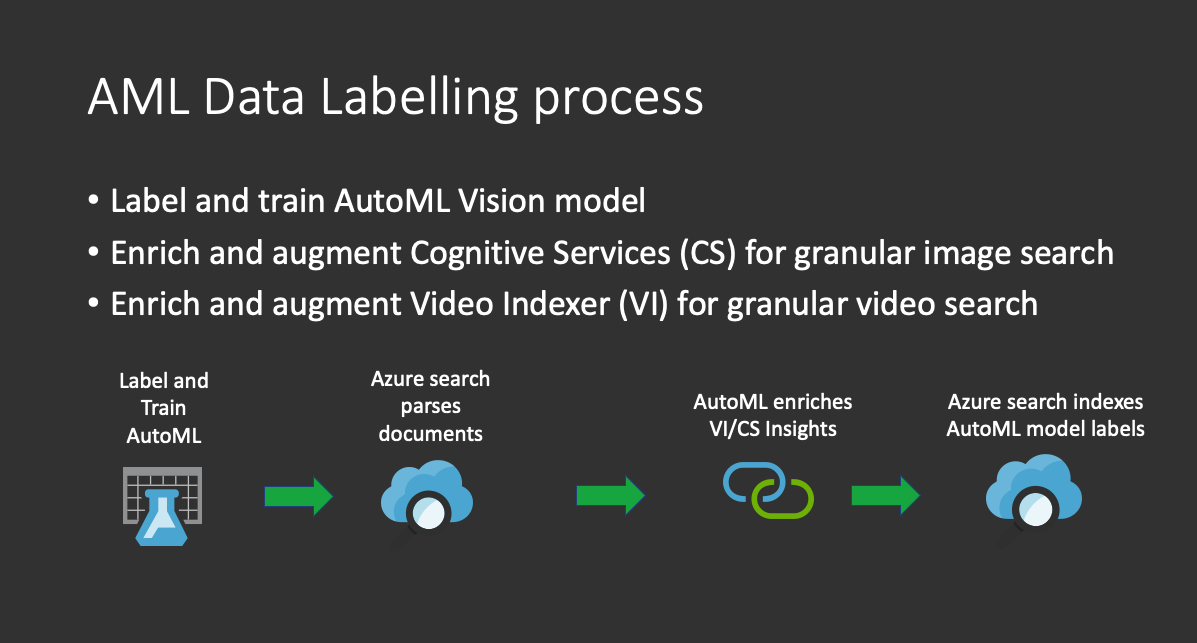 AML Data Labelling process
• Label and train AutoML Vision model
• Enrich and augment Cognitive Services (CS) for granular image search
• Enrich and augment Video Indexer (VI) for granular video search
Label and
Train
AutoML
Azure search
parses
documents
AutoML enriches
VI/CS Insights
Azure search indexes
AutoML model labels